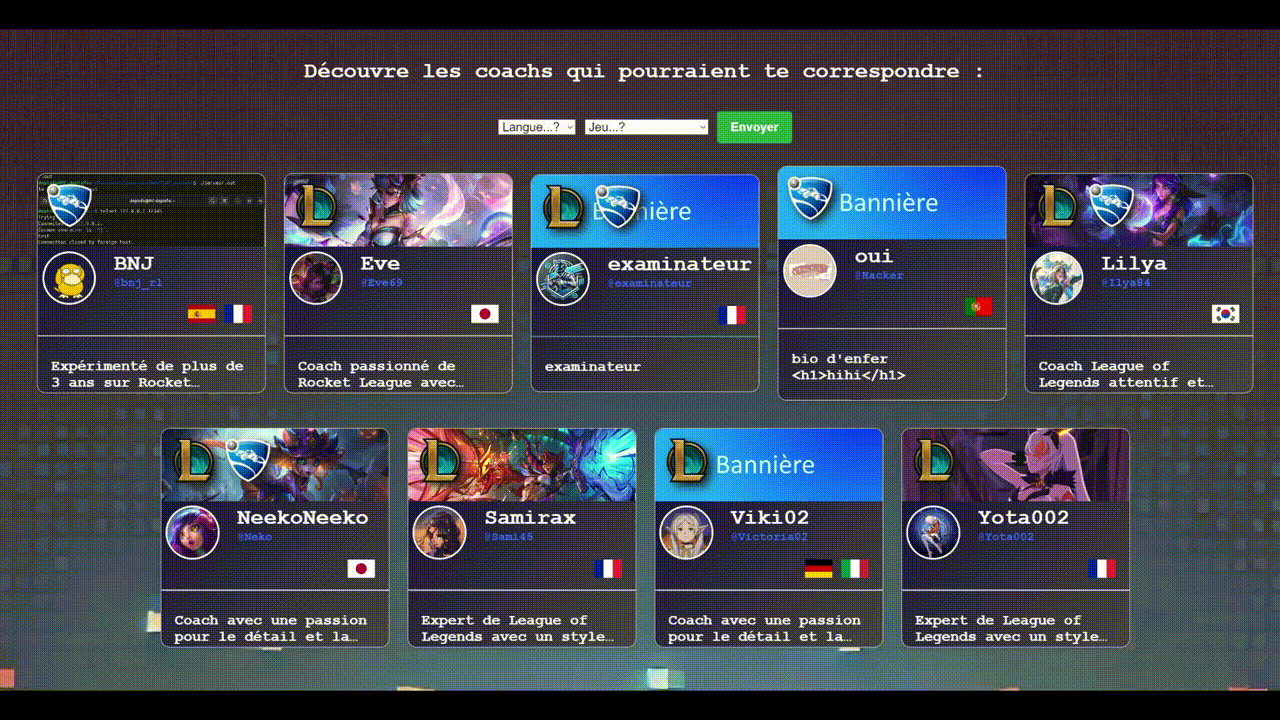 Découvre les coachs qui pourraient te correspondre :
Langue...?
Jeu...?
Envoyer
BNJ
@bnj_rl
Expérimenté de plus de
3 ans sur Rocket…
Eve
@Eve69
Coach passionné de
Rocket League avec…
examinateur
@examinateur
examinateur
Bannière
oui
@Hacker
bio d'enfer
<h1>hihi</h1>
Lilya
Coach League of
Legends attentif et…
NeekoNeeko
@Neko
Coach avec une passion
pour le détail et la…
Samirax
@Sami45
Expert de League of
Legends avec un style…
Bannière
Viki02
@Victoria02
Coach avec une passion
pour le détail et la…
Yota002
@Yota002
Expert de League of
Legends avec un style…